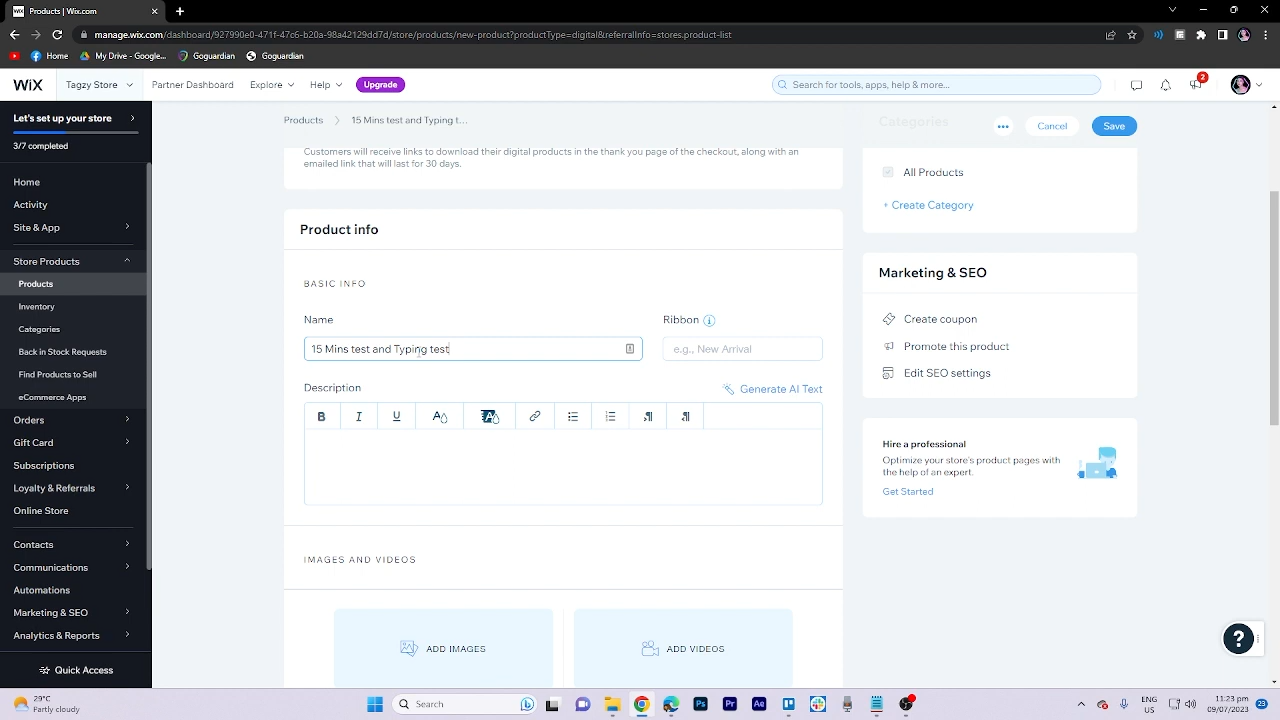 Products | Wix.com
manage.wix.com/dashboard/927990e0-471f-47c6-b20a-98a42129dd7d/store/products/new-product?productType=digital&referralInfo=stores.product-list
Home
My Drive - Google...
Goguardian
Goguardian
WiX
Tagzy Store
Partner Dashboard
Explore
Help
Upgrade
Search for tools, apps, help & more...
2
Let's set up your store
3/7 completed
Home
Activity
Site & App
Store Products
Products
Inventory
Categories
Back in Stock Requests
Find Products to Sell
eCommerce Apps
Orders
Gift Card
Subscriptions
Loyalty & Referrals
Online Store
Contacts
Communications
Automations
Marketing & SEO
Analytics & Reports
Quick Access
Products
15 Mins test and Typing t...
Categories
Cancel
Save
Customers will receive links to download their digital products in the thank you page of the checkout, along with an
emailed link that will last for 30 days.
Product info
BASIC INFO
Name
Ribbon
15 Mins test and Typing test
e.g., New Arrival
Description
Generate AI Text
B
I
U
A
A
IMAGES AND VIDEOS
ADD IMAGES
ADD VIDEOS
All Products
+ Create Category
Marketing & SEO
Create coupon
Promote this product
Edit SEO settings
Hire a professional
Optimize your store's product pages with
the help of an expert.
Get Started
?
29°C
Partly cloudy
Search
Ps
Pr
Ae
ENG
US
11:23 pm
09/07/2023
23